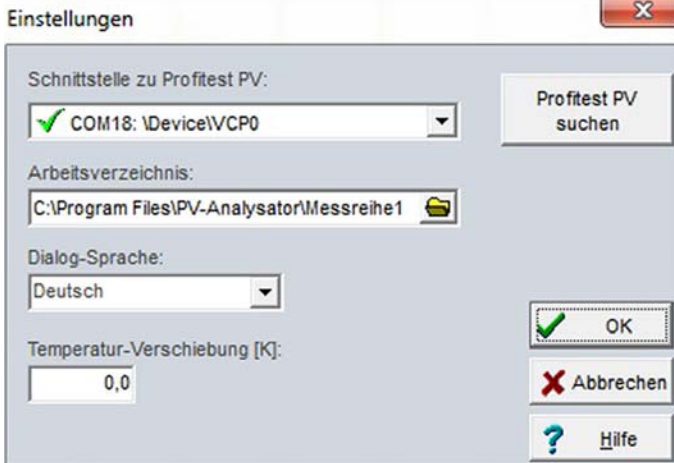 Einstellungen
Schnittstelle zu Profitest PV:
COM18: \Device\VCP0
Profitest PV
suchen
Arbeitsverzeichnis:
C:\Program Files\PV-Analysator\Messreihe1
Dialog-Sprache:
Deutsch
Temperatur-Verschiebung [K]:
0,0
OK
Abbrechen
Hilfe